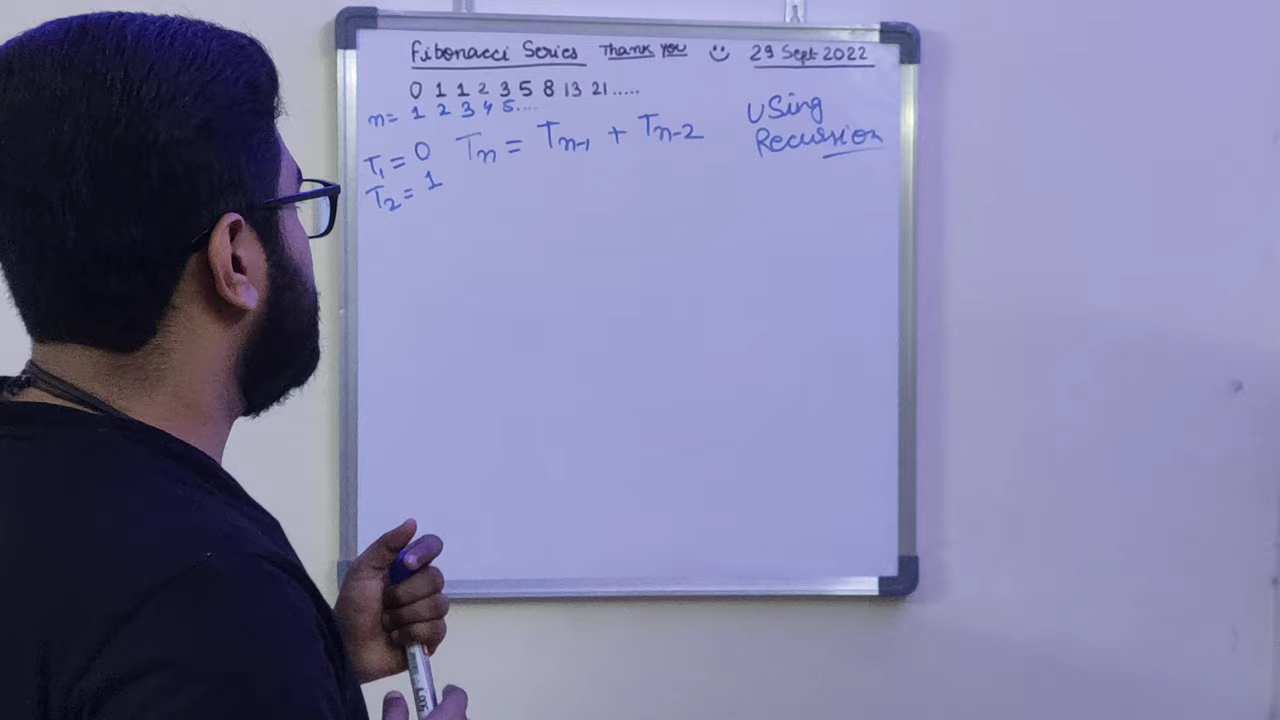 Fibonacci Series Thank you 29 Sept 2022
0 1 1 2 3 5 8 13 21.....
n= 1 2 3 4 5....
T₁ = 0 Tₙ = Tₙ₋₁ + Tₙ₋₂
T₂ = 1
Using
Recursion